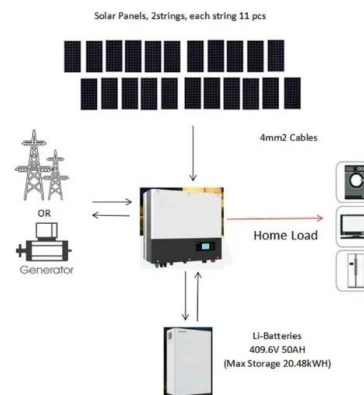 Solar Panels, 2strings, each string 11 pcs
4mm2 Cables
OR
Home Load
Generator
Li-Batteries
409.6V 50AH
(Max Storage 20.48kWH)